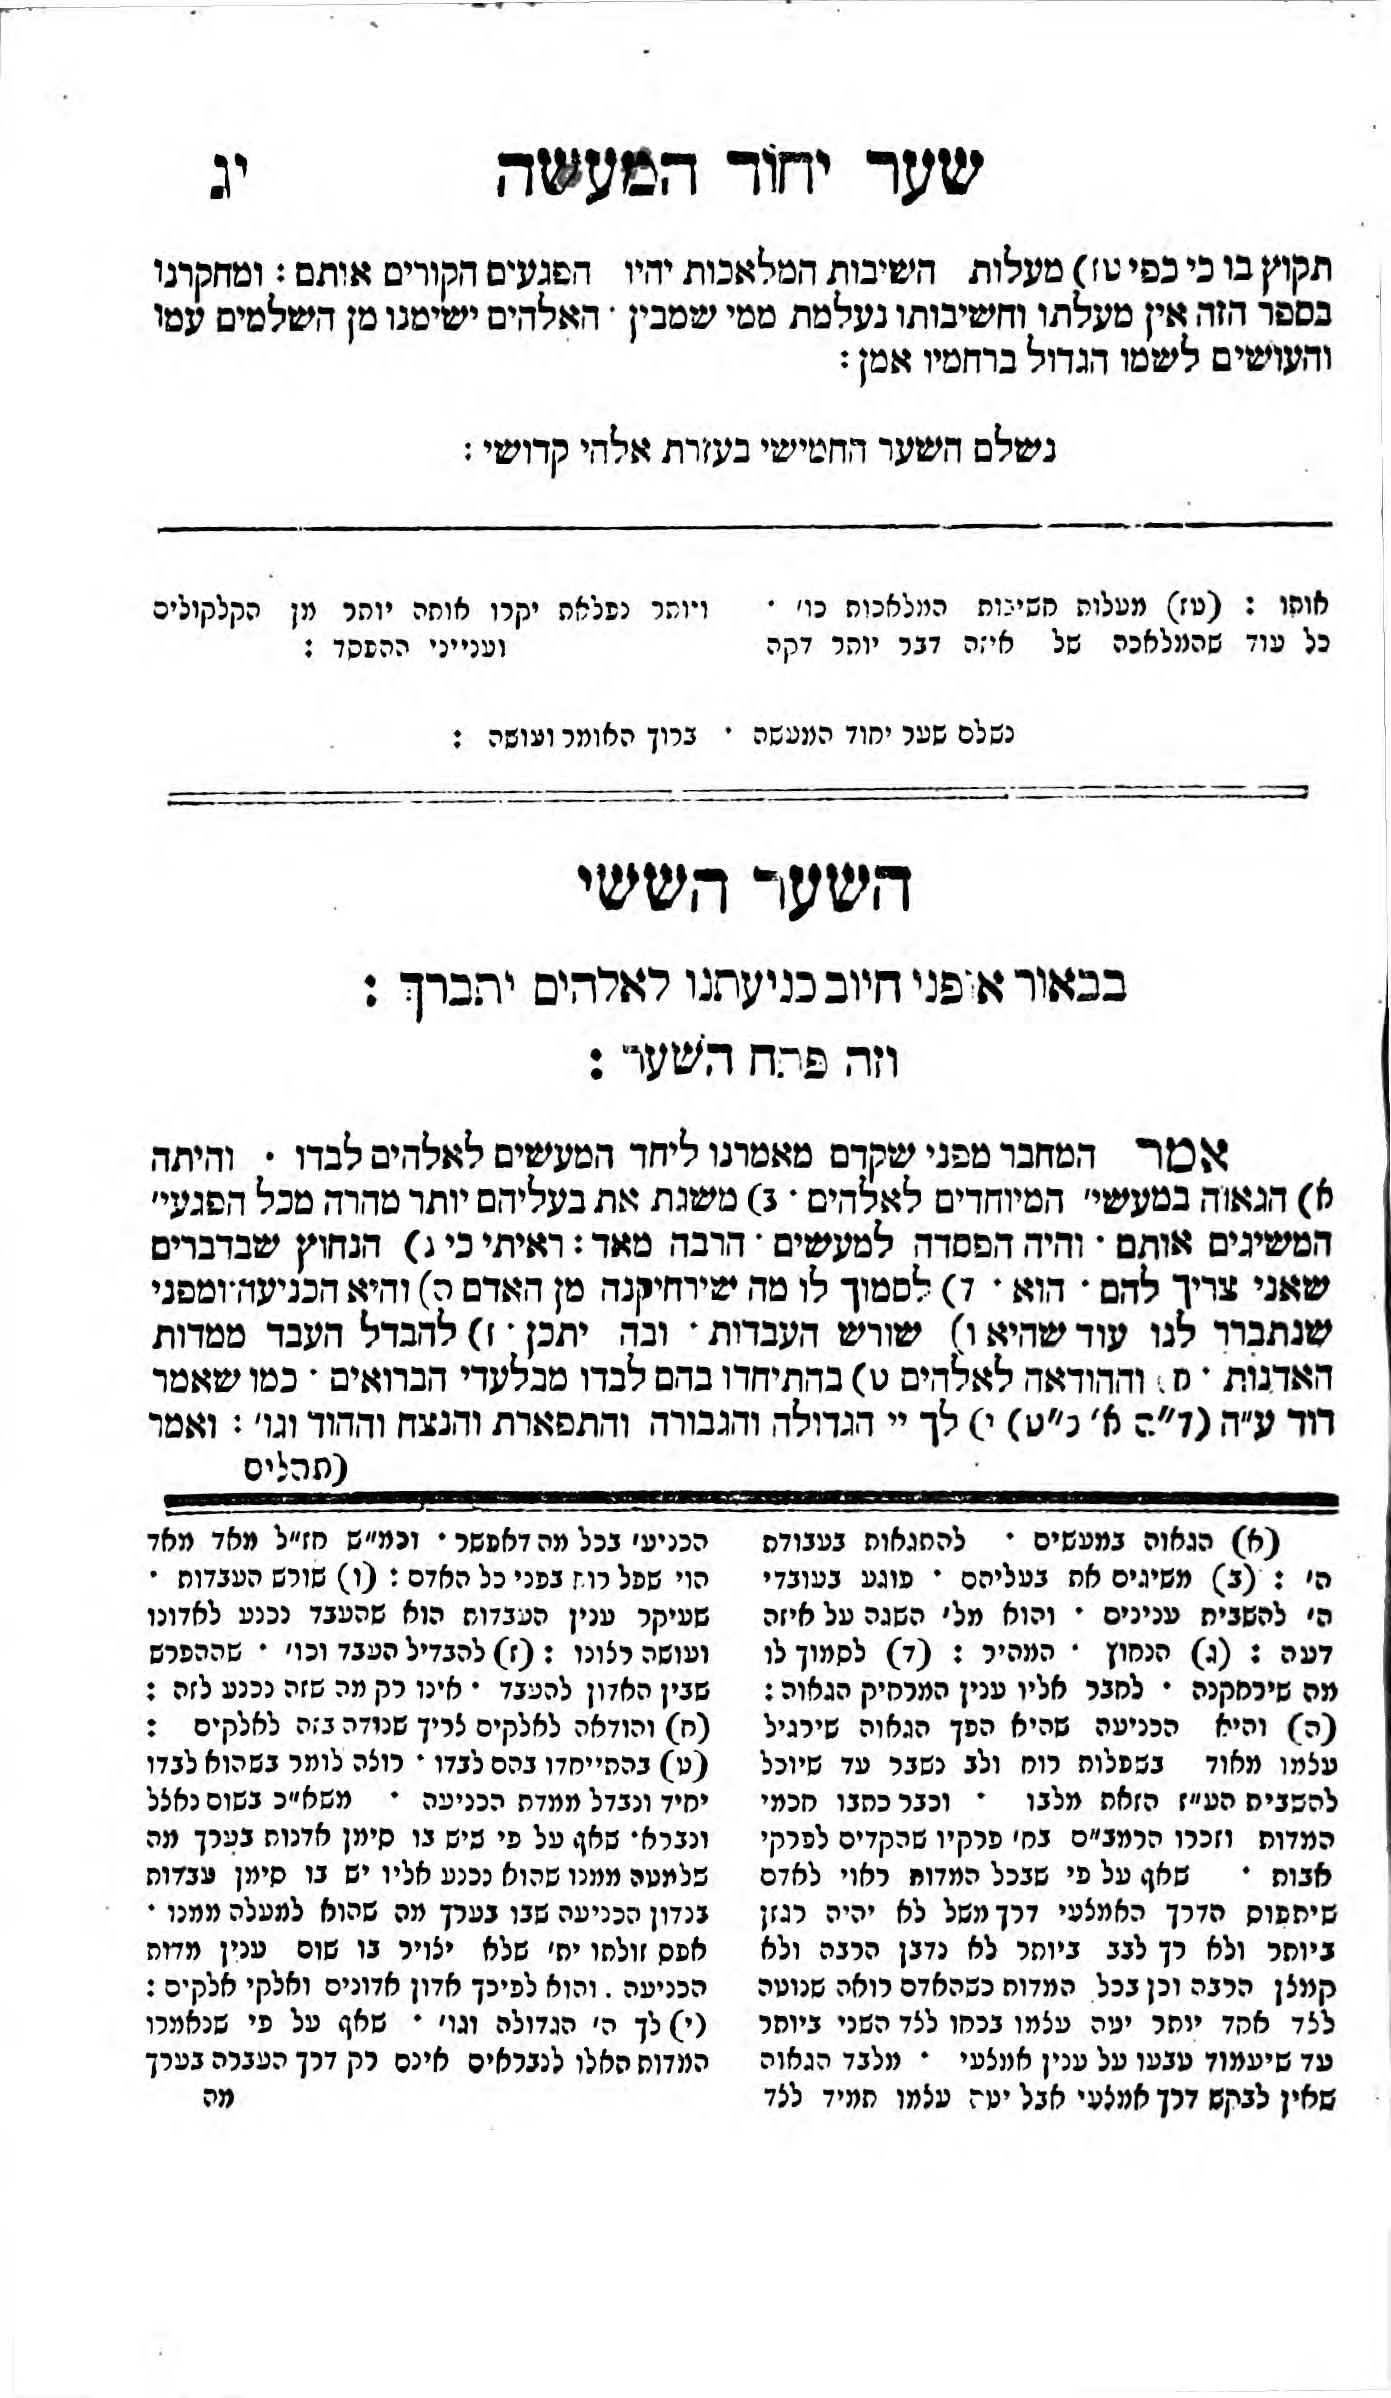 שער יחוד המעשה יג
תקוץ בו כי כפי טז) מעלות חשיבות המלאכות יהיו הפגעים הקורים אותם : ומחקרנו
בספר הזה אין מעלתו וחשיבותו נעלמת ממי שמבין · האלהים ישימנו מן השלמים עמו
והעושים לשמו הגדול ברחמיו אמן :
נשלם השער החמישי בעזרת אלהי קדושי :
אותו : (טז) מעלות חשיבות המלאכות כו' ·
כל עוד שהמלאכה של איזה דבר יותר דקה
ויותר נפלאת יקרו אותה יותר מן הקלקולים
וענייני ההפסד :
נשלם שער יחוד המעשה · ברוך האומר ועושה :
השער הששי
בבאור אופני חיוב כניעתנו לאלהים יתברך :
וזה פתח השער :
אמר המחבר מפני שקדם מאמרנו ליחד המעשים לאלהים לבדו · והיתה
א) הגאוה במעשי' המיוחדים לאלהים · ב) משגת את בעליהם יותר מהרה מכל הפגעי'
המשיגים אותם · והיה הפסדה למעשים · הרבה מאד : ראיתי כי ג) הנחוץ שבדברים
שאני צריך להם · הוא · ד) לסמוך לו מה שירחיקנה מן האדם ה) והיא הכניעה · ומפני
שנתברר לנו עוד שהיא ו) שורש העבדות · ובה יתכן · ז) להבדל העבד ממדות
האדנות · ח) וההודאה לאלהים ט) בהתיחדו בהם לבדו מבלעדי הברואים · כמו שאמר
דוד ע"ה (ד"ה א' כ"ט) י) לך יי הגדולה והגבורה והתפארת והנצח וההוד וגו' : ואמר
(תהלים
(א) הגאוה במעשים · להתגאות בעבודת
ה' : (ב) משיגים את בעליהם · פוגע בעובדי
ה' להשבית ענינים · והוא מל' השגה על איזה
דעה : (ג) הנחוץ · המהיר : (ד) לסמוך לו
מה שירחקנה · לחבר אליו ענין המרחיק הגאוה :
(ה) והיא הכניעה שהיא הפך הגאוה שירגיל
עצמו מאוד בשפלות רוח ולב נשבר עד שיוכל
להשבית הע"ז הזאת מלבו · וכבר כתבו חכמי
המדות וזכרו הרמב"ם בח' פרקיו שהקדים לפרקי
אבות · שאף על פי שבכל המדות ראוי לאדם
שיתפוס הדרך האמצעי דרך משל לא יהיה רגזן
ביותר ולא רך לבב ביותר לא נדבן הרבה ולא
קמצן הרבה וכן בכל המדות כשהאדם רואה שנוטה
לצד אחד יותר יטה עצמו בכחו לצד השני ביותר
עד שיעמוד טבעו על ענין אמצעי · מלבד הגאוה
שאין לבקש דרך אמצעי אבל יטה עצמו תמיד לצד
הכניעי' בכל מה דאפשר · וכמ"ש חז"ל מאד מאד
הוי שפל רוח בפני כל האדם : (ו) שורש העבדות ·
שעיקר ענין העבדות הוא שהעבד נכנע לאדונו
ועושה רצונו : (ז) להבדיל העבד וכו' · שההפרש
שבין האדון להעבד · אינו רק מה שזה נכנע לזה :
(ח) והודאה לאלקים צריך שנודה בזה לאלקים :
(ט) בהתייחדו בהם לבדו · רוצה לומר בשהוא לבדו
יחיד ונבדל ממדת הכניעה · משא"כ בשום נאצל
ונברא · שאף על פי שיש בו סימן אדנות בערך מה
שלמטה ממנו שהוא נכנע אליו יש בו סימן עבדות
בנדון הכניעה שבו בערך מה שהוא למעלה ממנו ·
אפס זולתו ית' שלא יצוייר בו שום ענין מדות
הכניעה . והוא לפיכך אדון אדונים ואלקי אלקים :
(י) לך ה' הגדולה וגו' · שאף על פי שנאמרו
המדות האלו לנבראים אינם רק דרך העברה בערך
מה